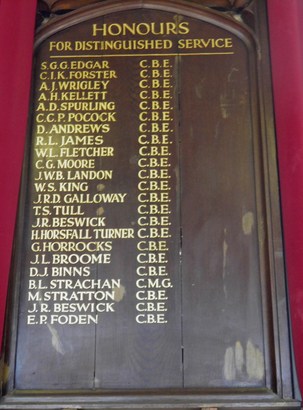 HONOURS
FOR DISTINGUISHED SERVICE
S.G.G. EDGAR C.B.E.
C.I.K. FORSTER C.B.E.
A.J. WRIGLEY C.B.E.
A.H. KELLETT C.B.E.
A.D. SPURLING C.B.E.
C.C.P. POCOCK C.B.E.
D. ANDREWS C.B.E.
R.L. JAMES C.B.E.
W.L. FLETCHER C.B.E.
C.G. MOORE C.B.E.
J.W.B. LANDON C.B.E.
W.S. KING C.B.E.
J.R.D. GALLOWAY C.B.E.
T.S. TULL C.B.E.
J.R. BESWICK C.B.E.
H. HORSFALL TURNER C.B.E.
G. HORROCKS C.B.E.
J.L. BROOME C.B.E.
D.J. BINNS C.B.E.
B.L. STRACHAN C.M.G.
M. STRATTON C.B.E.
J.R. BESWICK C.B.E.
E.P. FODEN C.B.E.